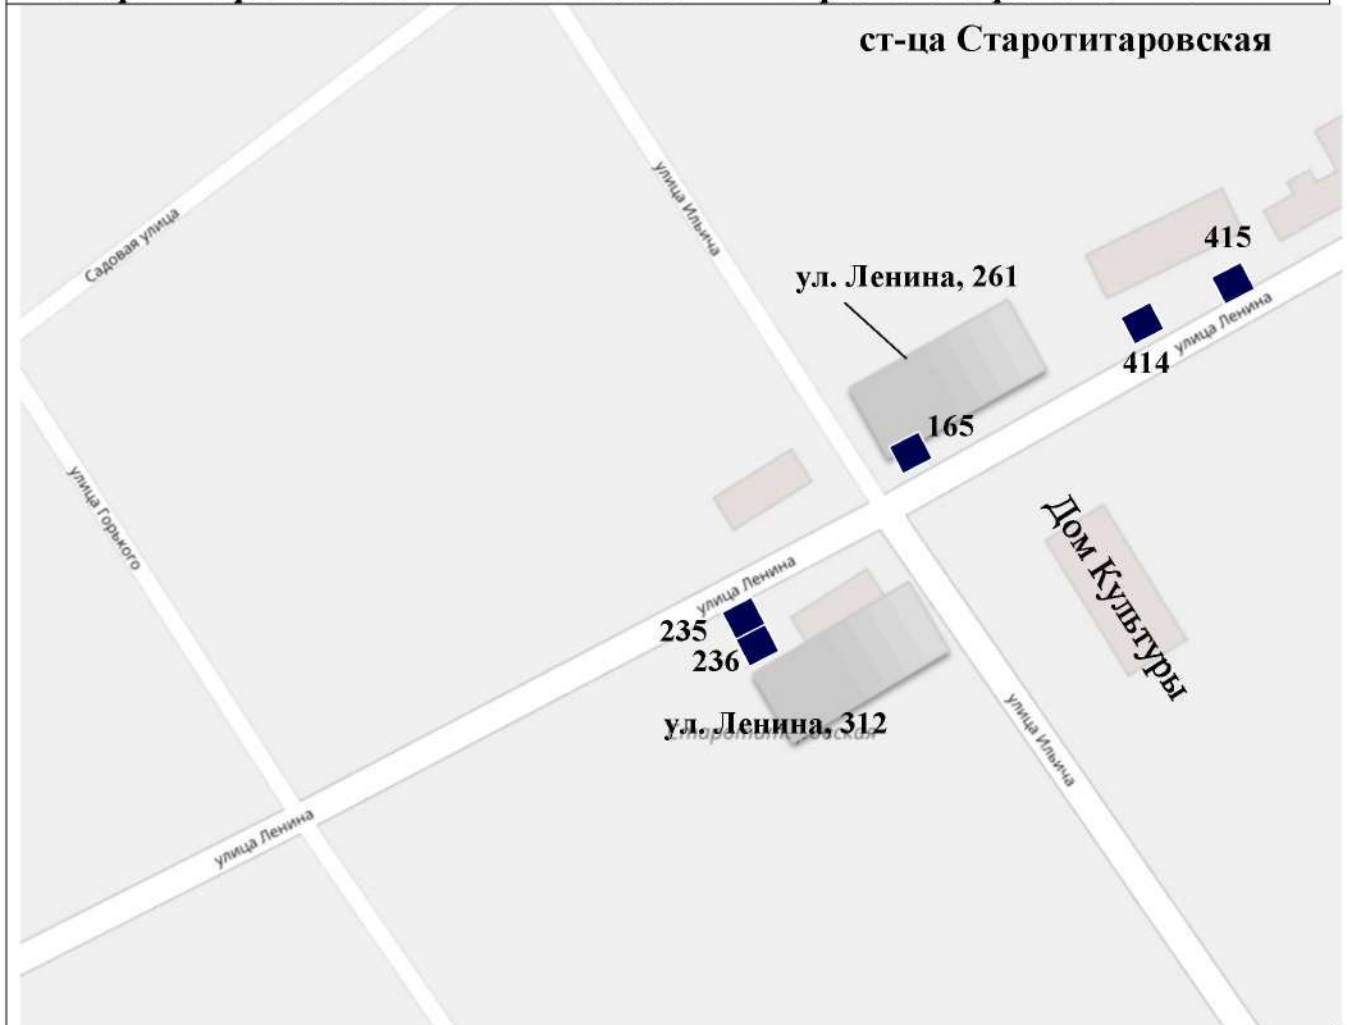 ст-ца Старотитаровская
улица Ильича
Садовая улица
415
ул. Ленина, 261
улица Ленина
414
165
улица Горького
Дом Культуры
улица Ленина
235
236
ул. Ленина, 312
улица Ильича
улица Ленина